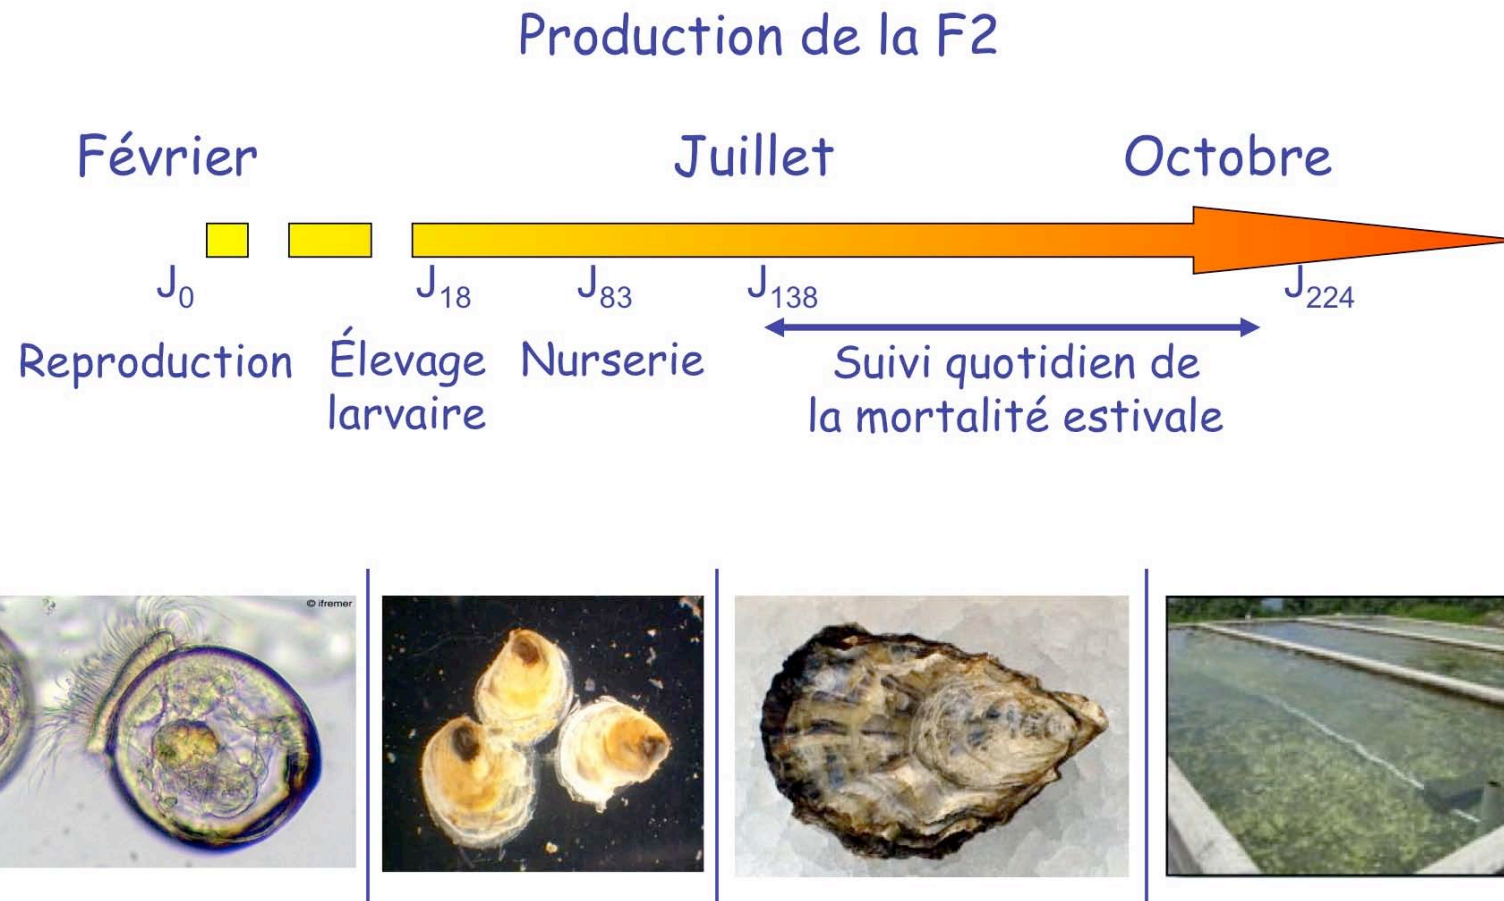 Production de la F2
Février Juillet Octobre
J0 J18 J83 J138 J224
Reproduction Élevage larvaire Nurserie Suivi quotidien de la mortalité estivale
© ifremer